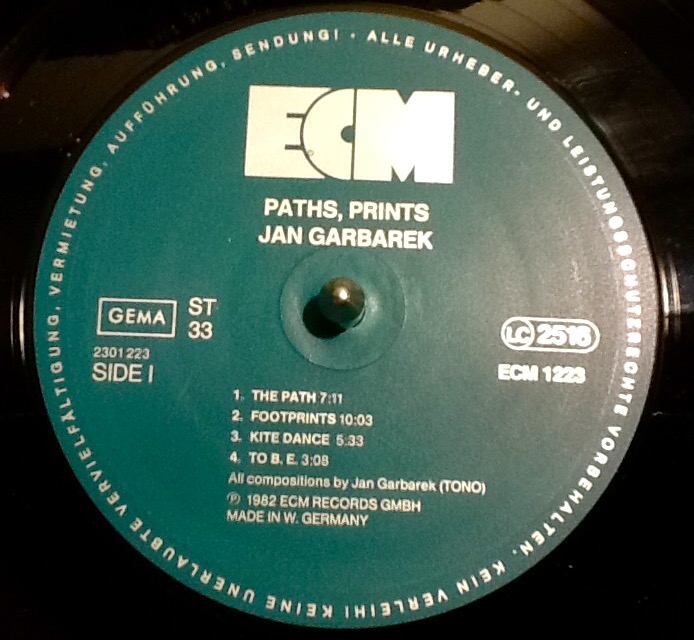 ALLE URHEBER- UND LEISTUNGSSCHUTZRECHTE VORBEHALTEN. KEIN VERLEIH! KEINE UNERLAUBTE VERVIELFÄLTIGUNG, VERMIETUNG, AUFFÜHRUNG, SENDUNG! ·
ECM
PATHS, PRINTS
JAN GARBAREK
GEMA
ST
33
LC 2516
2301 223
SIDE I
ECM 1223
1. THE PATH 7:11
2. FOOTPRINTS 10:03
3. KITE DANCE 5:33
4. TO B. E. 3:08
All compositions by Jan Garbarek (TONO)
℗ 1982 ECM RECORDS GMBH
MADE IN W. GERMANY